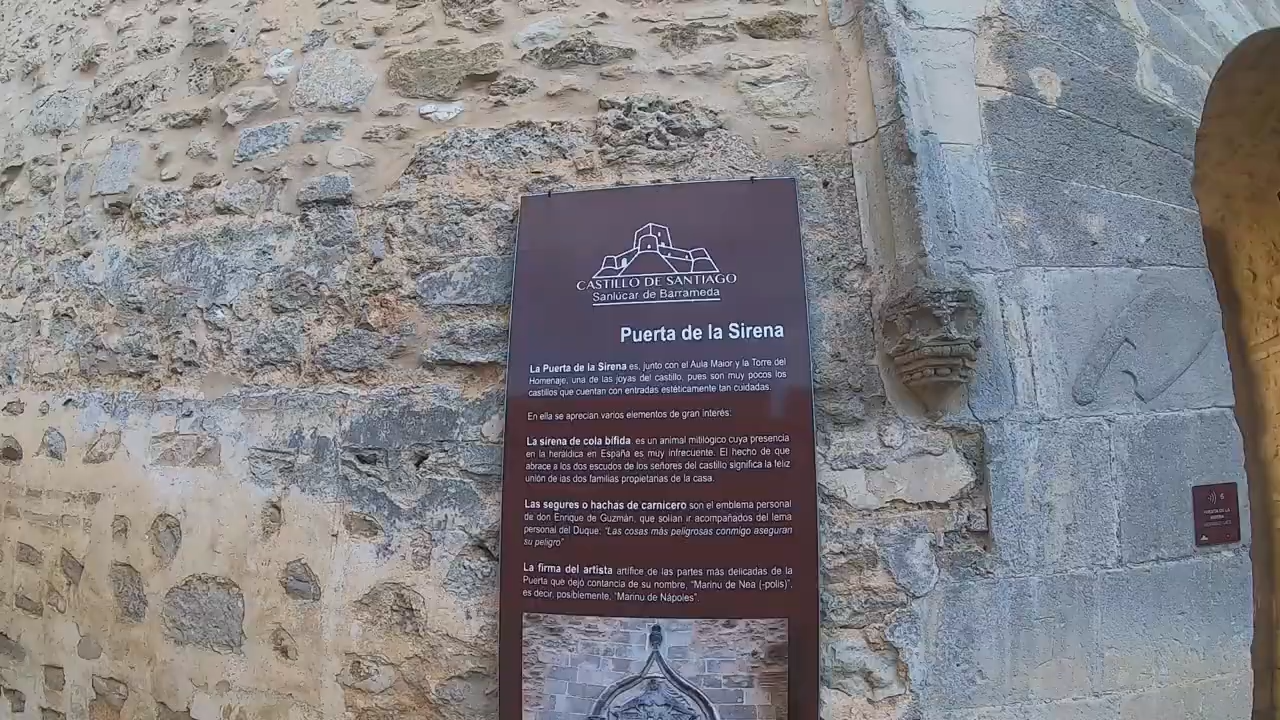 CASTILLO DE SANTIAGO
Sanlúcar de Barrameda
Puerta de la Sirena
La Puerta de la Sirena es, junto con el Aula Maior y la Torre del
Homenaje, una de las joyas del castillo, pues son muy pocos los
castillos que cuentan con entradas estéticamente tan cuidadas.
En ella se aprecian varios elementos de gran interés:
La sirena de cola bífida, es un animal mitilógico cuya presencia
en la heráldica en España es muy infrecuente. El hecho de que
abrace a los dos escudos de los señores del castillo significa la feliz
unión de las dos familias propietarias de la casa.
Las segures o hachas de carnicero son el emblema personal
de don Enrique de Guzmán, que solían ir acompañados del lema
personal del Duque: "Las cosas más peligrosas conmigo aseguran
su peligro"
La firma del artista artífice de las partes más delicadas de la
Puerta que dejó contancia de su nombre, "Marinu de Nea (-polis)",
es decir, posiblemente, "Marinu de Nápoles".
6
PUERTA DE LA
SIRENA